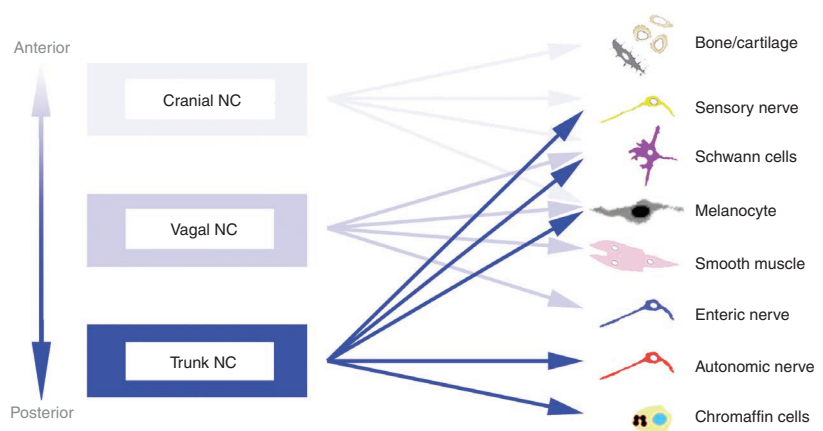 Anterior
Cranial NC
Vagal NC
Trunk NC
Posterior
Bone/cartilage
Sensory nerve
Schwann cells
Melanocyte
Smooth muscle
Enteric nerve
Autonomic nerve
Chromaffin cells